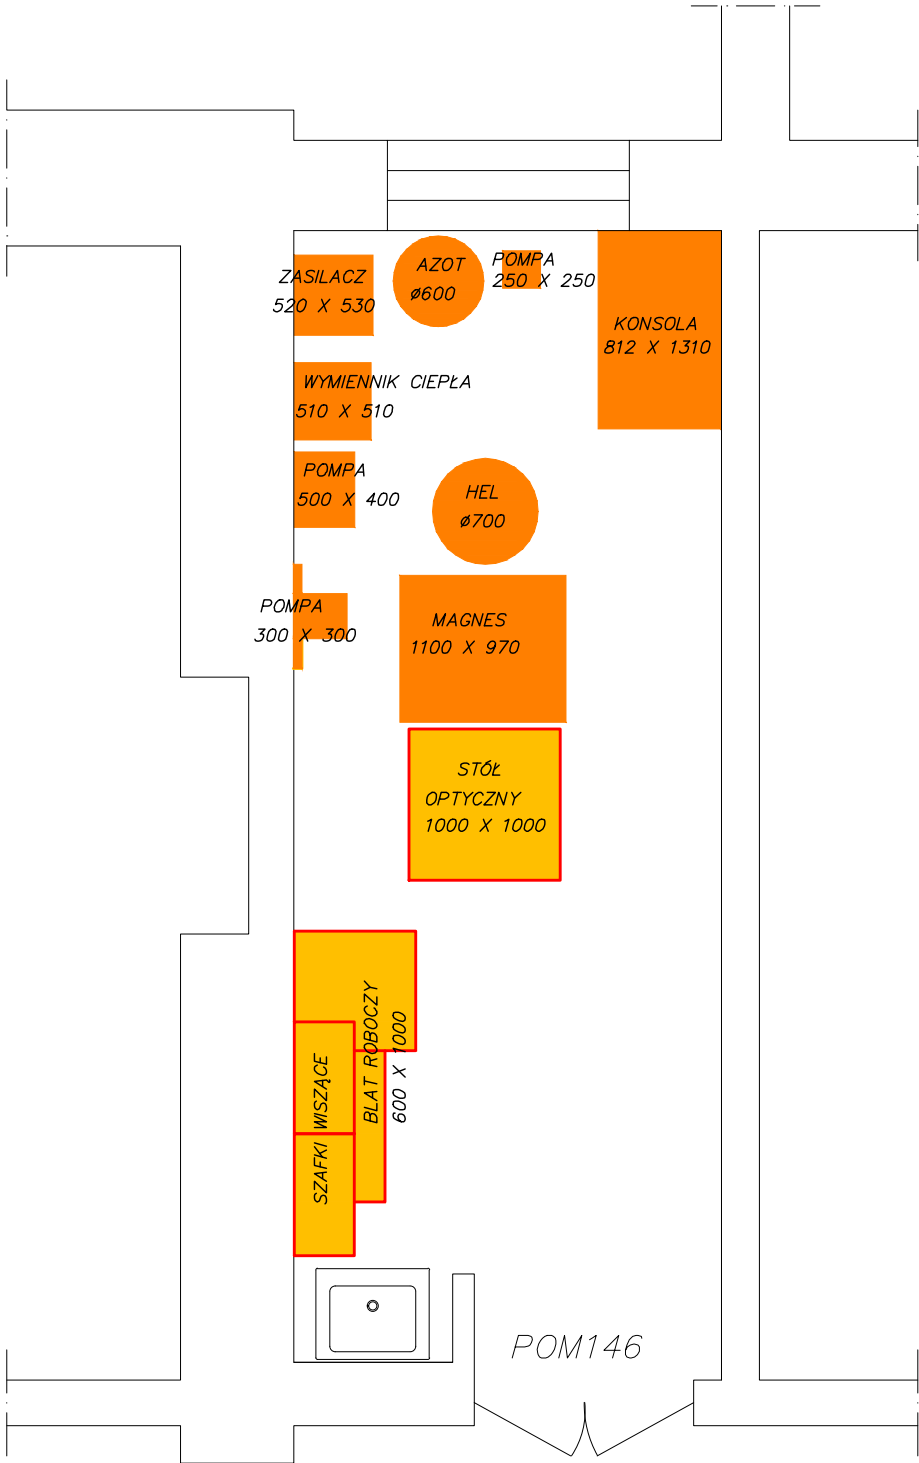 ZASILACZ
520 X 530
AZOT
ø600
POMPA
250 X 250
KONSOLA
812 X 1310
WYMIENNIK CIEPŁA
510 X 510
POMPA
500 X 400
HEL
ø700
POMPA
300 X 300
MAGNES
1100 X 970
STÓŁ
OPTYCZNY
1000 X 1000
SZAFKI WISZĄCE
BLAT ROBOCZY
600 X 1000
POM146